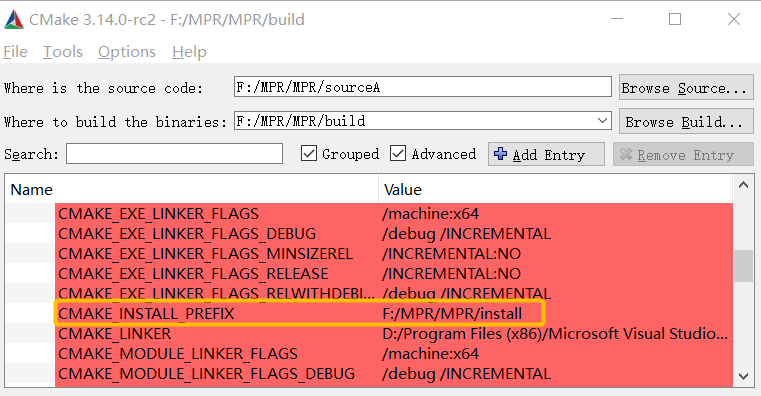 CMake 3.14.0-rc2 - F:/MPR/MPR/build
File Tools Options Help
Where is the source code: F:/MPR/MPR/sourceA Browse Source...
Where to build the binaries: F:/MPR/MPR/build Browse Build...
Search: Grouped Advanced Add Entry Remove Entry
Name Value
CMAKE_EXE_LINKER_FLAGS /machine:x64
CMAKE_EXE_LINKER_FLAGS_DEBUG /debug /INCREMENTAL
CMAKE_EXE_LINKER_FLAGS_MINSIZEREL /INCREMENTAL:NO
CMAKE_EXE_LINKER_FLAGS_RELEASE /INCREMENTAL:NO
CMAKE_EXE_LINKER_FLAGS_RELWITHDEBI... /debug /INCREMENTAL
CMAKE_INSTALL_PREFIX F:/MPR/MPR/install
CMAKE_LINKER D:/Program Files (x86)/Microsoft Visual Studio...
CMAKE_MODULE_LINKER_FLAGS /machine:x64
CMAKE_MODULE_LINKER_FLAGS_DEBUG /debug /INCREMENTAL